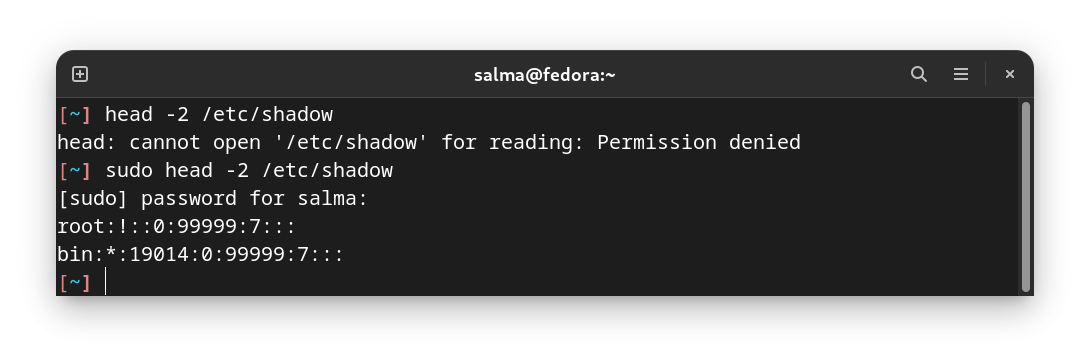 salma@fedora:~
[~] head -2 /etc/shadow
head: cannot open '/etc/shadow' for reading: Permission denied
[~] sudo head -2 /etc/shadow
[sudo] password for salma:
root:!::0:99999:7:::
bin:*:19014:0:99999:7:::
[~]